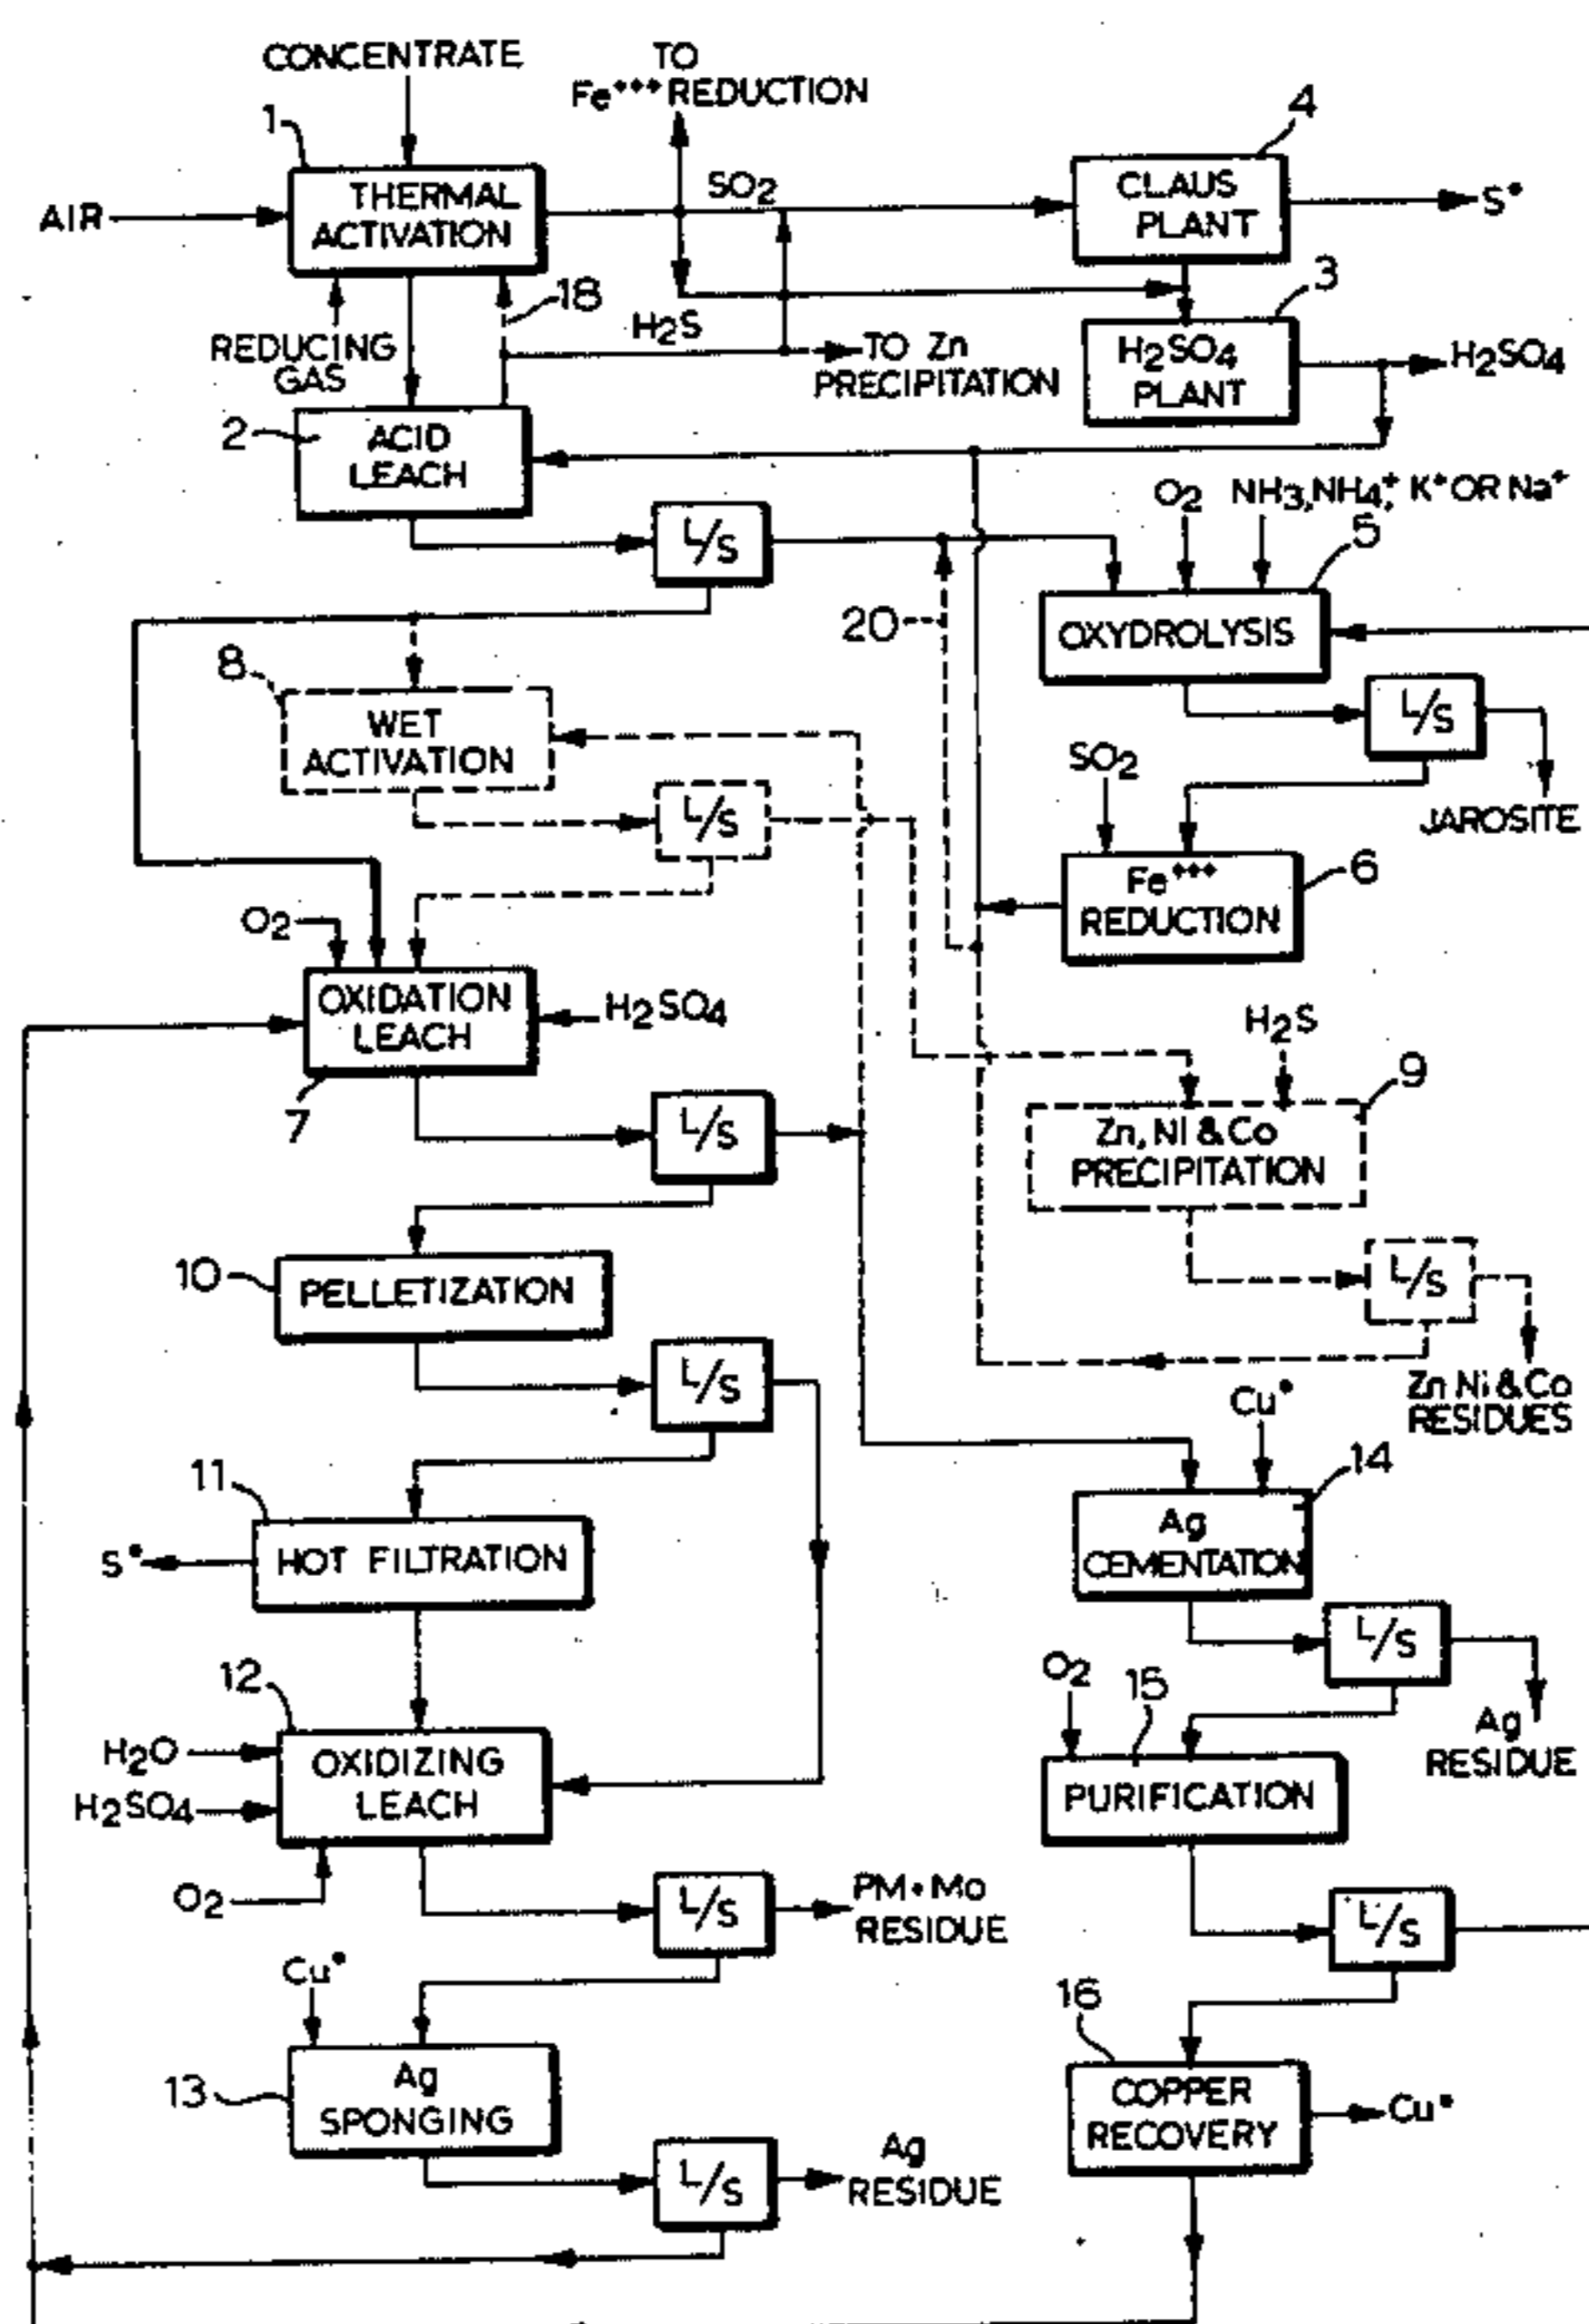 CONCENTRATE
TO
Fe+++ REDUCTION
1
4
THERMAL
ACTIVATION
SO2
CLAUS
PLANT
S°
AIR
18
3
H2S
REDUCING
GAS
TO Zn
PRECIPITATION
H2SO4
PLANT
H2SO4
2
ACID
LEACH
O2
NH3, NH4+, K+ OR Na+
L/S
5
20
OXYDROLYSIS
8
WET
ACTIVATION
L/S
SO2
L/S
JAROSITE
Fe+++
REDUCTION
6
O2
OXIDATION
LEACH
H2SO4
7
H2S
9
L/S
Zn, Ni & Co
PRECIPITATION
10
PELLETIZATION
L/S
L/S
Zn Ni & Co
RESIDUES
Cu°
11
14
S°
HOT FILTRATION
Ag
CEMENTATION
L/S
12
O2
15
Ag
RESIDUE
H2O
H2SO4
OXIDIZING
LEACH
PURIFICATION
O2
L/S
PM+Mo
RESIDUE
L/S
Cu°
16
13
Ag
SPONGING
COPPER
RECOVERY
Cu°
L/S
Ag
RESIDUE